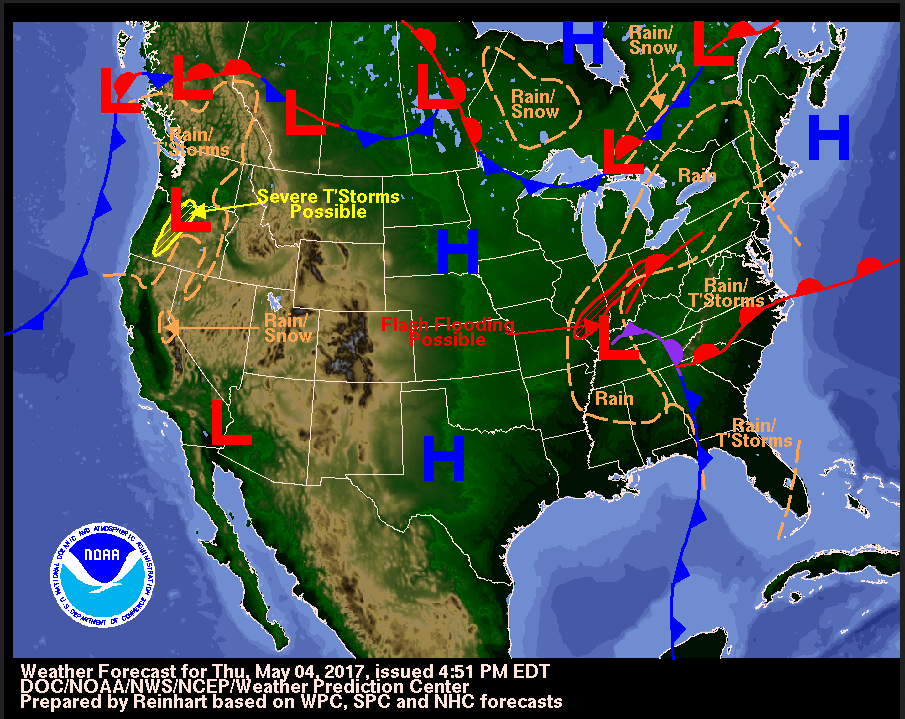 H
Rain/
Snow
L
L
L
L
L
Rain/
Snow
H
L
Rain/
T'Storms
Rain
Severe T'Storms
Possible
L
H
Rain/
T'Storms
Rain/
Snow
Flash Flooding
Possible
L
Rain
L
Rain/
T'Storms
H
NOAA
NATIONAL OCEANIC AND ATMOSPHERIC ADMINISTRATION
U.S. DEPARTMENT OF COMMERCE
Weather Forecast for Thu, May 04, 2017, issued 4:51 PM EDT
DOC/NOAA/NWS/NCEP/Weather Prediction Center
Prepared by Reinhart based on WPC, SPC and NHC forecasts